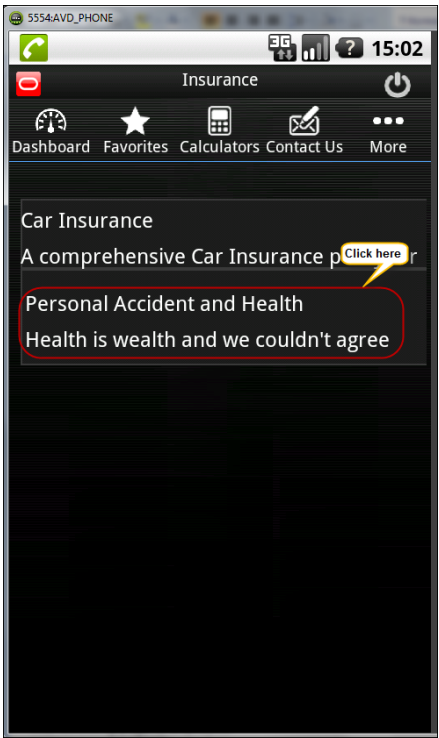 5554:AVD_PHONE
3G 15:02
Insurance
Dashboard Favorites Calculators Contact Us More
Car Insurance
A comprehensive Car Insurance p r
Click here
Personal Accident and Health
Health is wealth and we couldn't agree